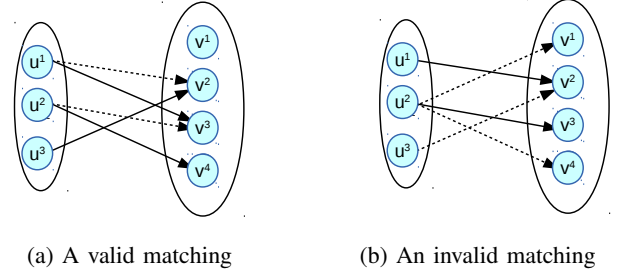 u¹ v¹
u² v²
u³ v³
v⁴
u¹ v¹
u² v²
u³ v³
v⁴
(a) A valid matching
(b) An invalid matching